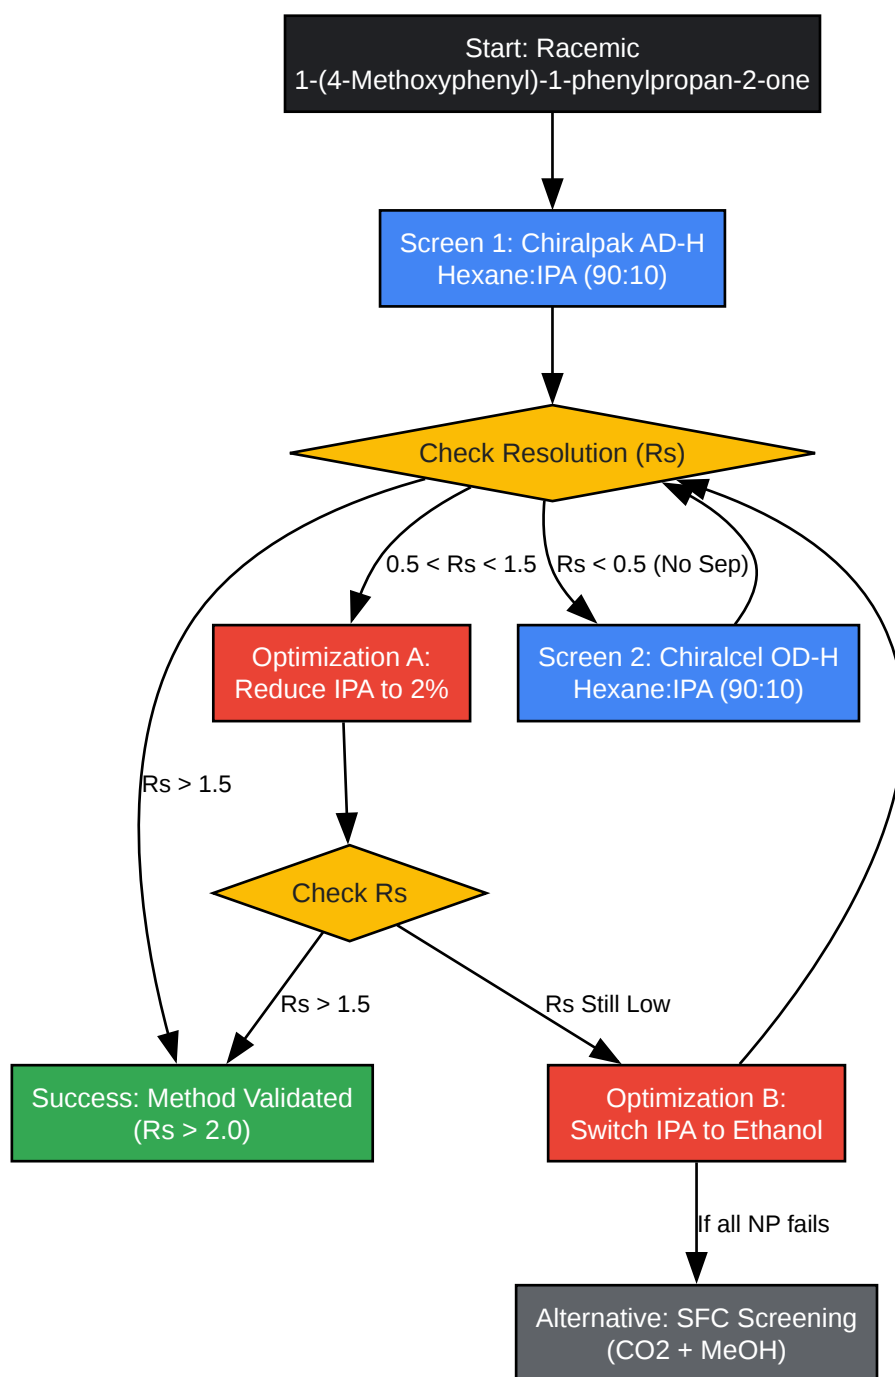 Start: Racemic
1-(4-Methoxyphenyl)-1-phenylpropan-2-one
Screen 1: Chiralpak AD-H
Hexane:IPA (90:10)
Check Resolution (Rs)
0.5 < Rs < 1.5
Rs < 0.5 (No Sep)
Optimization A:
Reduce IPA to 2%
Screen 2: Chiralcel OD-H
Hexane:IPA (90:10)
Rs > 1.5
Check Rs
Rs > 1.5
Rs Still Low
Success: Method Validated
(Rs > 2.0)
Optimization B:
Switch IPA to Ethanol
If all NP fails
Alternative: SFC Screening
(CO2 + MeOH)